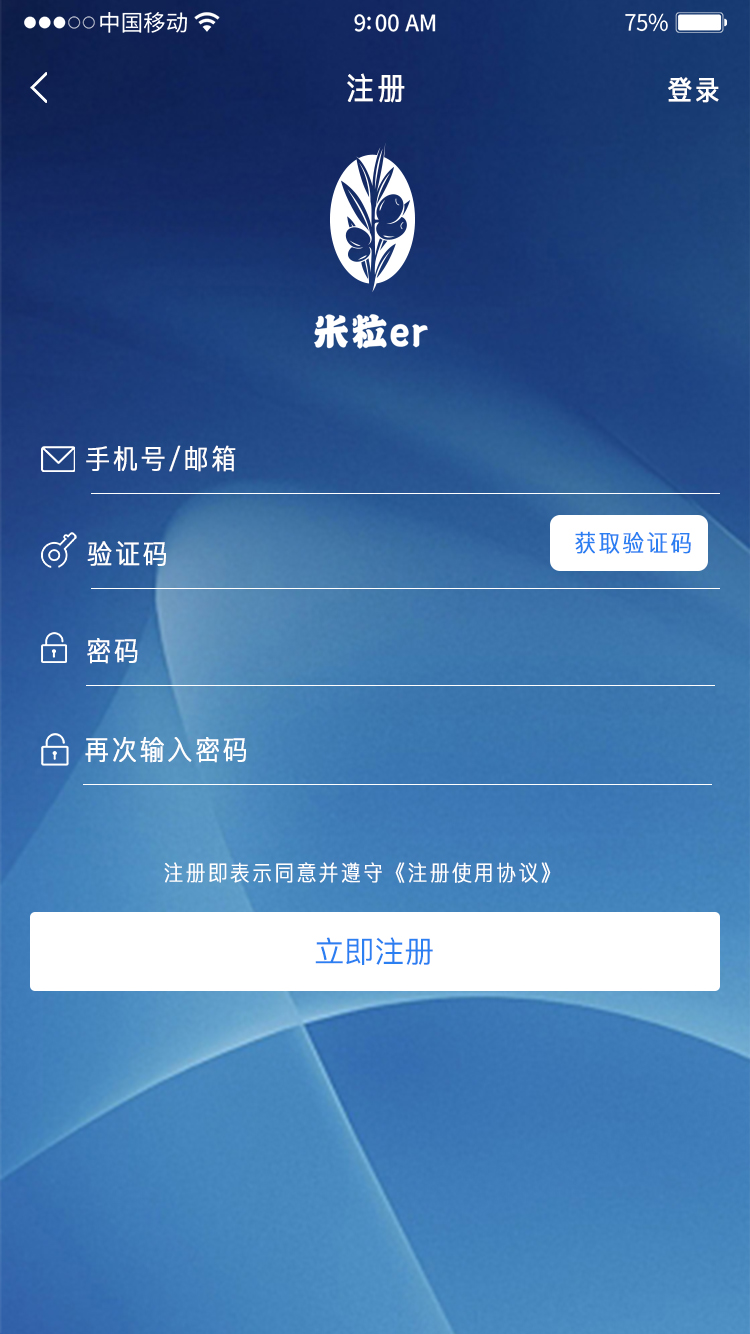 中国移动 9:00 AM 75%
注册 登录
米粒er
手机号/邮箱
验证码 获取验证码
密码
再次输入密码
注册即表示同意并遵守《注册使用协议》
立即注册